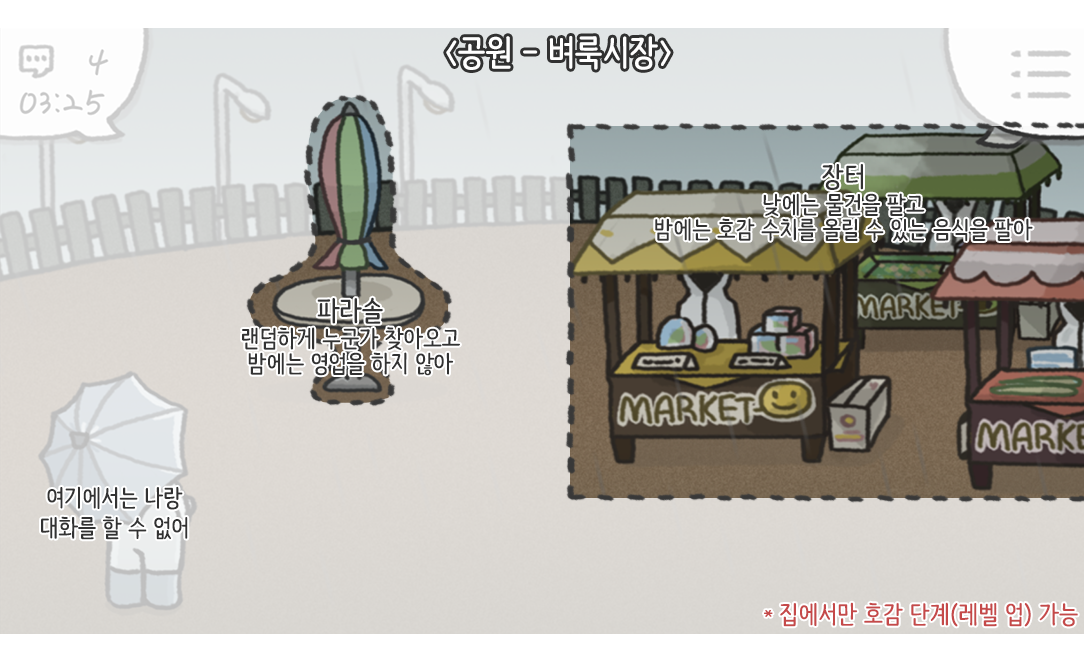 <공원 - 벼룩시장>
4
03:25
장터
낮에는 물건을 팔고
밤에는 호감 수치를 올릴 수 있는 음식을 팔아
파라솔
랜덤하게 누군가 찾아오고
밤에는 영업을 하지 않아
MARKET
MARKET
MARKE
여기에서는 나랑
대화를 할 수 없어
* 집에서만 호감 단계(레벨 업) 가능